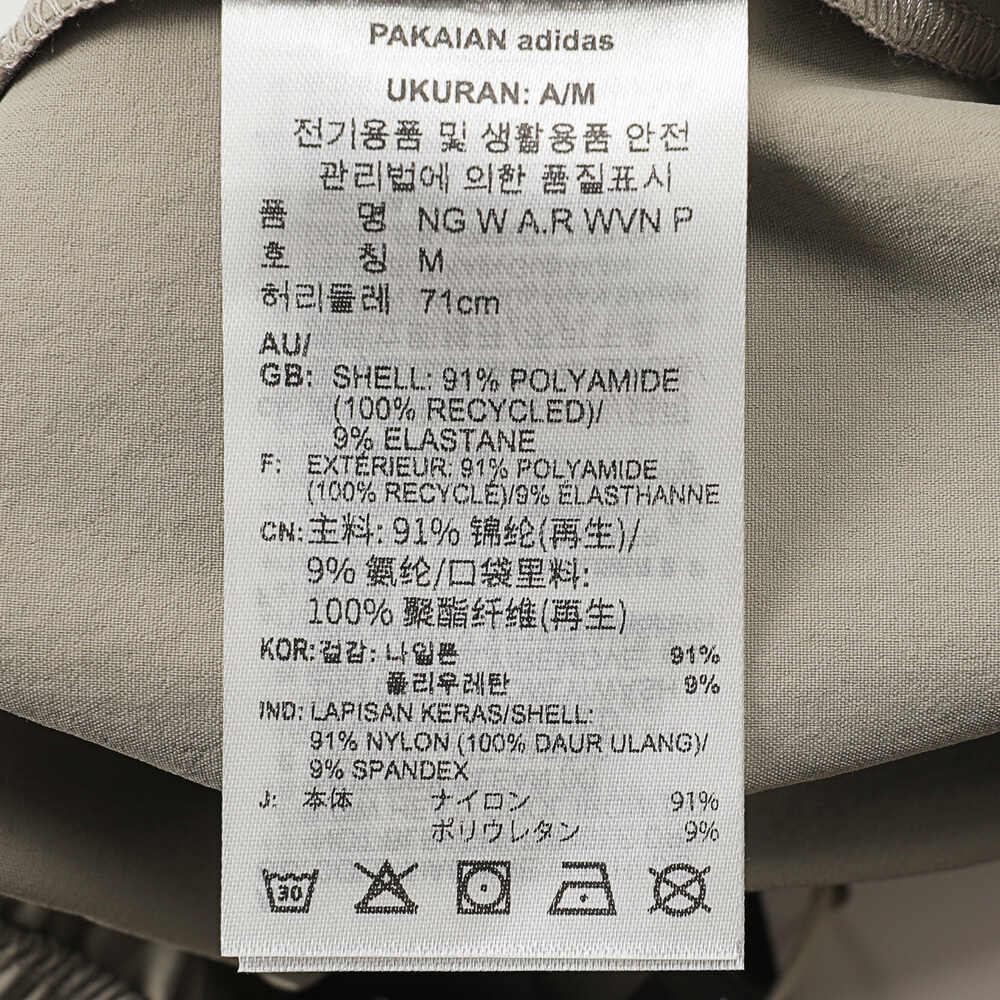 PAKAIAN adidas
UKURAN: A/M
전기용품 및 생활용품 안전
관리법에 의한 품질표시
품 명 NG W A.R WVN P
호 칭 M
허리둘레 71cm
AU/
GB: SHELL: 91% POLYAMIDE
(100% RECYCLED)/
9% ELASTANE
F: EXTÉRIEUR: 91% POLYAMIDE
(100% RECYCLÉ)/9% ÉLASTHANNE
CN: 主料: 91% 锦纶(再生)/
9% 氨纶/口袋里料:
100% 聚酯纤维(再生)
KOR: 겉감: 나일론 91%
폴리우레탄 9%
IND: LAPISAN KERAS/SHELL:
91% NYLON (100% DAUR ULANG)/
9% SPANDEX
J: 本体 ナイロン 91%
ポリウレタン 9%
30